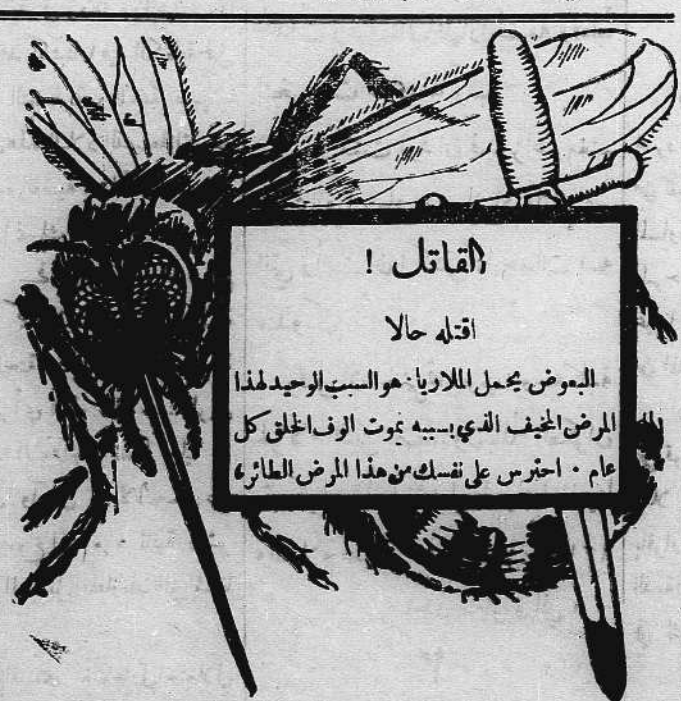 القاتل !
اقتله حالا
البعوض يحمل الملاريا . هو السبب الوحيد لهذا
المرض المخيف الذي بسببه يموت الوف الخلق كل
عام . احترس على نفسك من هذا المرض الطائر،